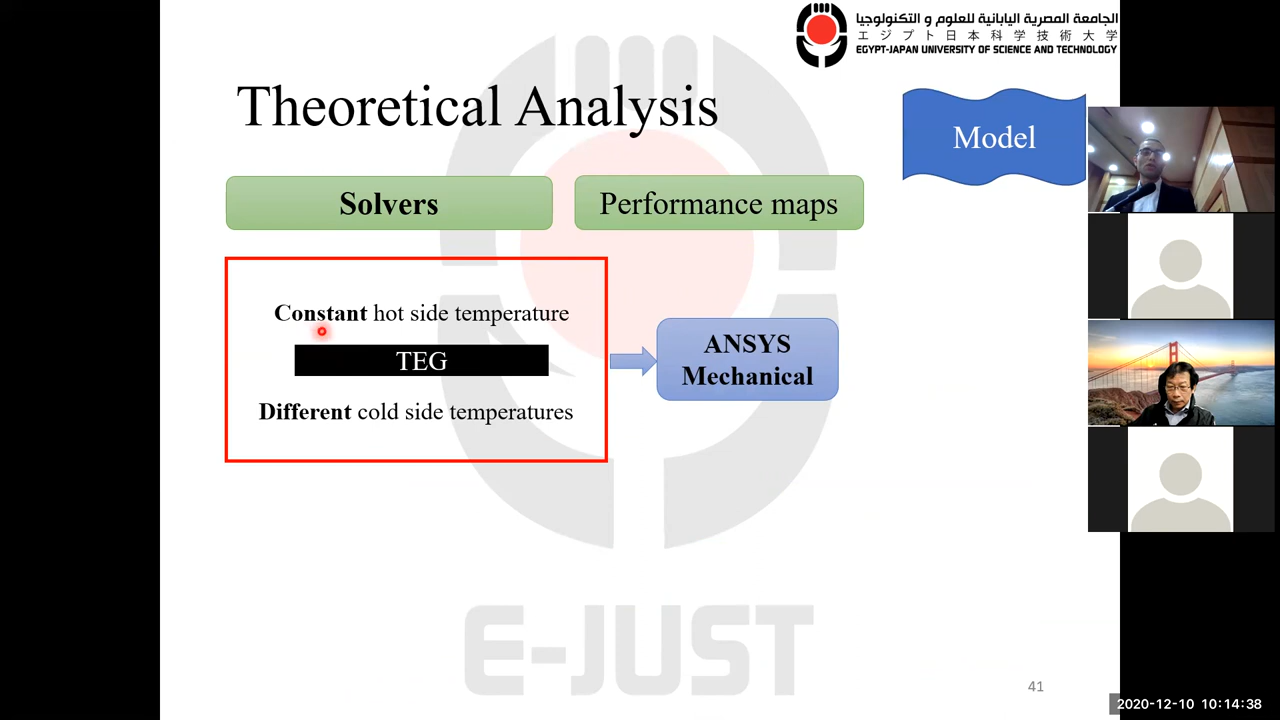 الجامعة المصرية اليابانية للعلوم و التكنولوجيا
エジプト日本科学技術大学
EGYPT-JAPAN UNIVERSITY OF SCIENCE AND TECHNOLOGY
Theoretical Analysis
Model
Solvers
Performance maps
Constant hot side temperature
TEG
Different cold side temperatures
ANSYS
Mechanical
E-JUST
41
2020-12-10 10:14:38